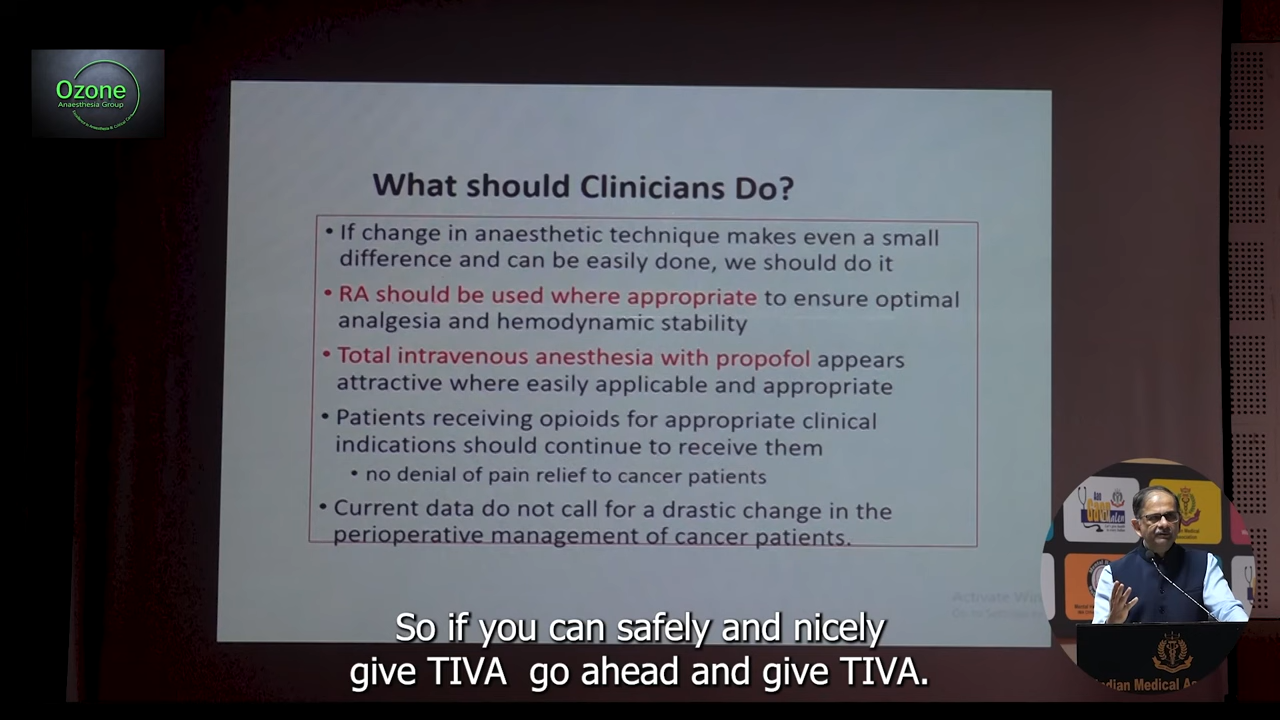 Ozone
Anaesthesia Group
What should Clinicians Do?
• If change in anaesthetic technique makes even a small
difference and can be easily done, we should do it
• RA should be used where appropriate to ensure optimal
analgesia and hemodynamic stability
• Total intravenous anesthesia with propofol appears
attractive where easily applicable and appropriate
• Patients receiving opioids for appropriate clinical
indications should continue to receive them
• no denial of pain relief to cancer patients
• Current data do not call for a drastic change in the
perioperative management of cancer patients.
So if you can safely and nicely
give TIVA go ahead and give TIVA.
Indian Medical